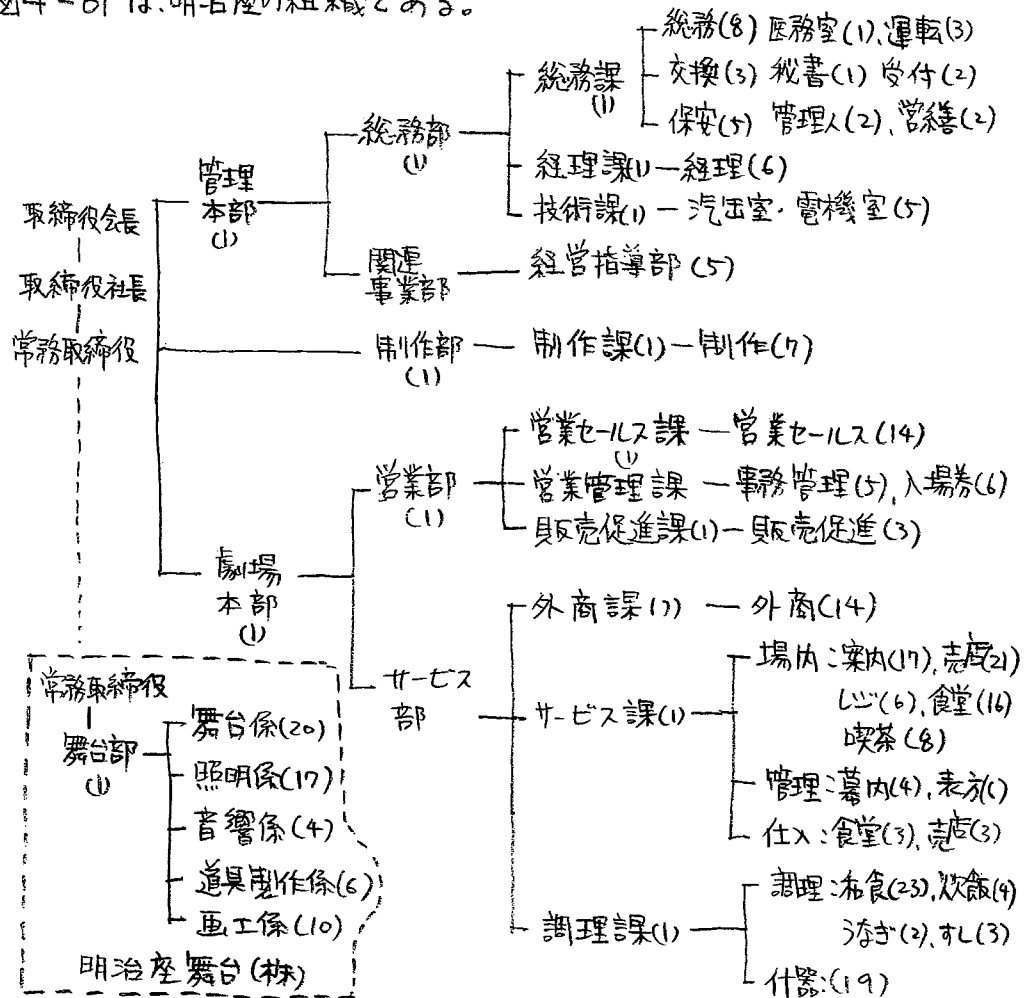 図4-6は、明治座の組織である。
取締役会長
取締役社長
常務取締役
管理
本部
(1)
総務部
(1)
総務課
(1)
総務(8) 医務室(1)、運転(3)
交換(3) 秘書(1) 受付(2)
保安(5) 管理人(2)、営繕(2)
経理課(1)ー経理(6)
技術課(1) ー 汽缶室・電機室(5)
関連
事業部
経営指導部(5)
制作部
(1)
制作課(1)ー制作(7)
劇場
本部
(1)
営業部
(1)
営業セールス課 ー営業セールス(14)
(1)
営業管理課 ー事務管理(5)、入場券(6)
販売促進課(1)ー販売促進(3)
サービス
部
外商課(1) ー 外商(14)
サービス課(1)
場内:案内(17)、売店(21)
レジ(6)、食堂(16)
喫茶(8)
管理:幕内(4)、表方(1)
仕入:食堂(3)、売店(3)
調理課(1)
調理:和食(23)、炊飯(4)
うなぎ(2)、すし(3)
什器:(19)
常務取締役
舞台部
(1)
舞台係(20)
照明係(17)
音響係(4)
道具製作係(6)
画工係(10)
明治座舞台(株)